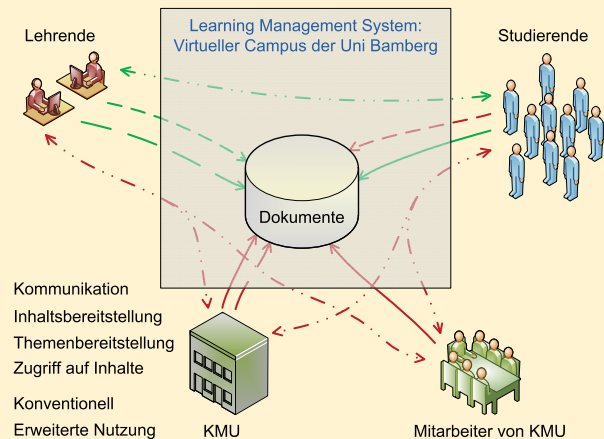 Lehrende
Learning Management System:
Virtueller Campus der Uni Bamberg
Studierende
Dokumente
Kommunikation
Inhaltsbereitstellung
Themenbereitstellung
Zugriff auf Inhalte
Konventionell
Erweiterte Nutzung
KMU
Mitarbeiter von KMU